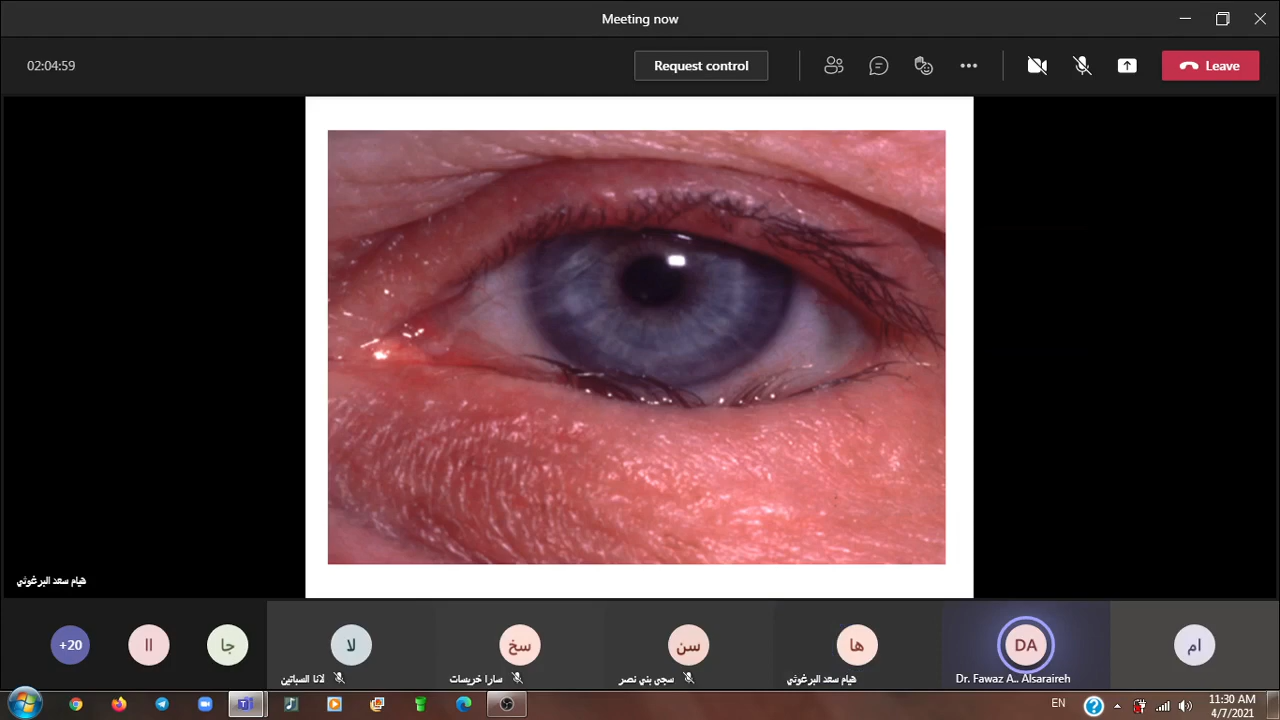 Meeting now
02:04:59
Request control
Leave
هيام سعد البرغوثي
+20
اا
جا
لا
سخ
سن
ها
DA
ام
لانا الصباتين
سارا خريسات
سجى بني نصر
هيام سعد البرغوثي
Dr. Fawaz A.. Alsaraireh
EN
11:30 AM
4/7/2021